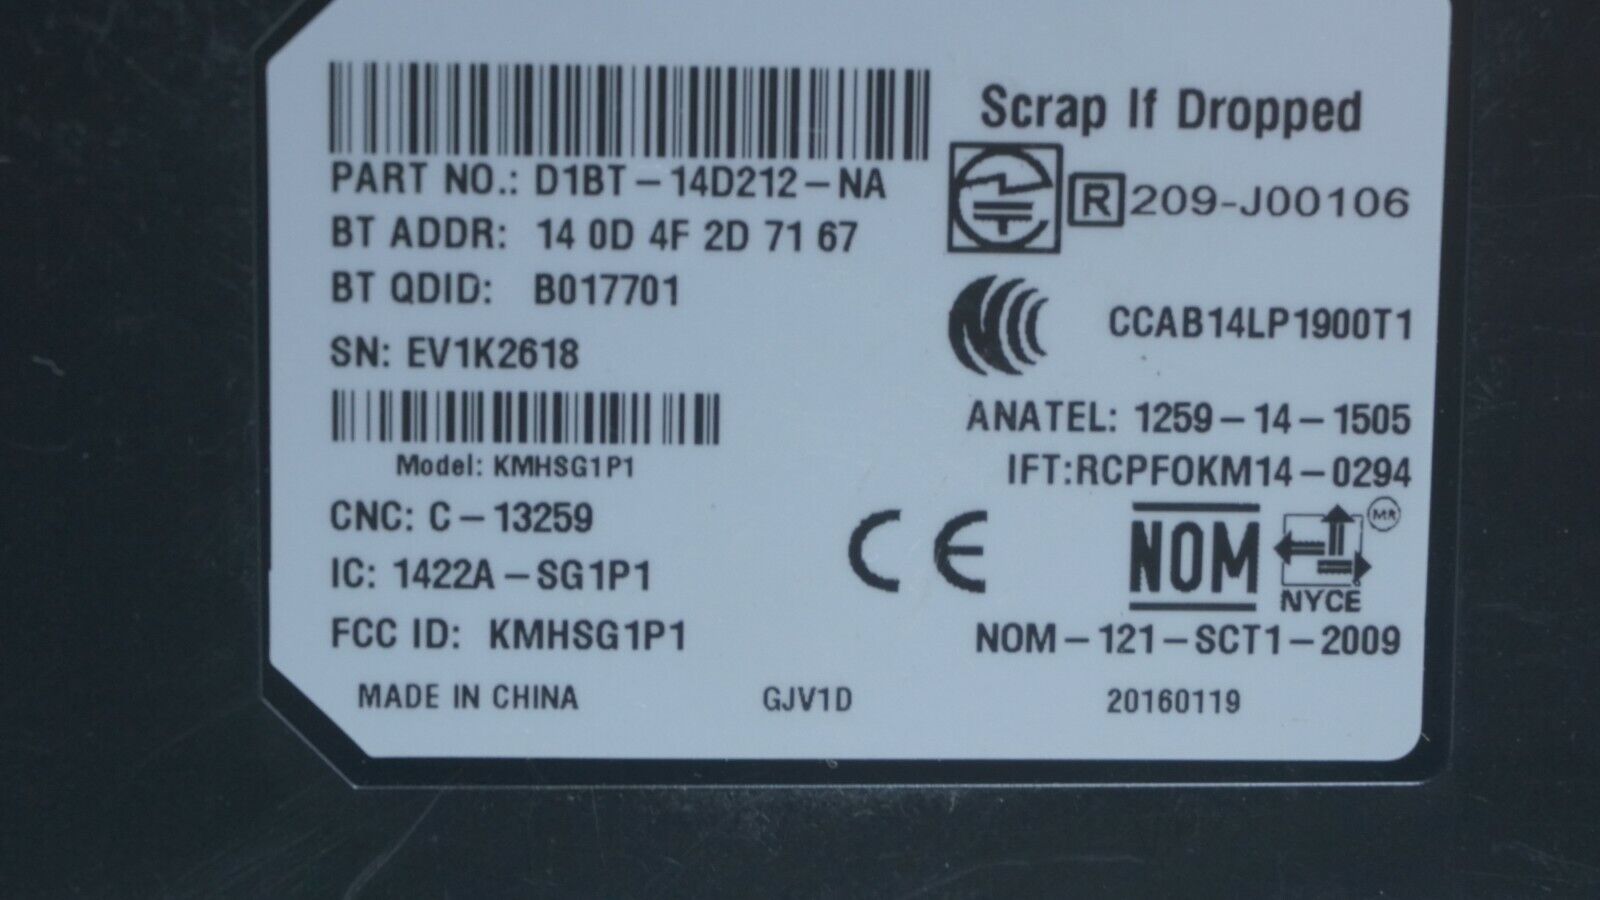 Scrap If Dropped
PART NO.: D1BT-14D212-NA
R 209-J00106
BT ADDR: 14 0D 4F 2D 71 67
BT QDID: B017701
CCAB14LP1900T1
SN: EV1K2618
ANATEL: 1259-14-1505
Model: KMHSG1P1
IFT:RCPFOKM14-0294
CNC: C-13259
CE
NOM
MR
NYCE
IC: 1422A-SG1P1
FCC ID: KMHSG1P1
NOM-121-SCT1-2009
MADE IN CHINA
GJV1D
20160119